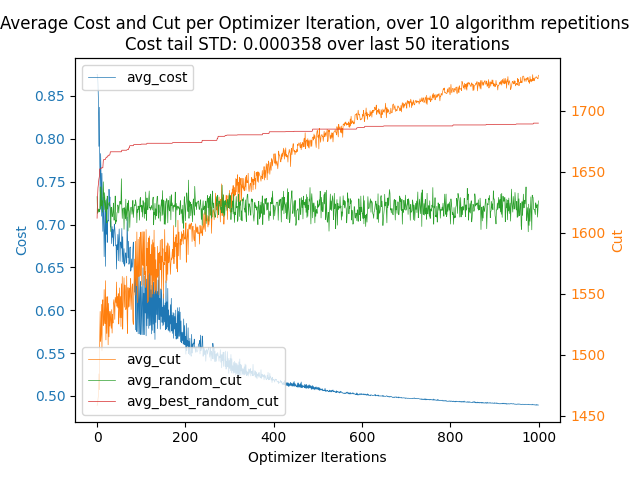 Average Cost and Cut per Optimizer Iteration, over 10 algorithm repetitions
Cost tail STD: 0.000358 over last 50 iterations
avg_cost
0.85
0.80
0.75
0.70
0.65
0.60
0.55
0.50
Cost
1700
1650
1600
1550
1500
1450
Cut
avg_cut
avg_random_cut
avg_best_random_cut
0
200
400
600
800
1000
Optimizer Iterations